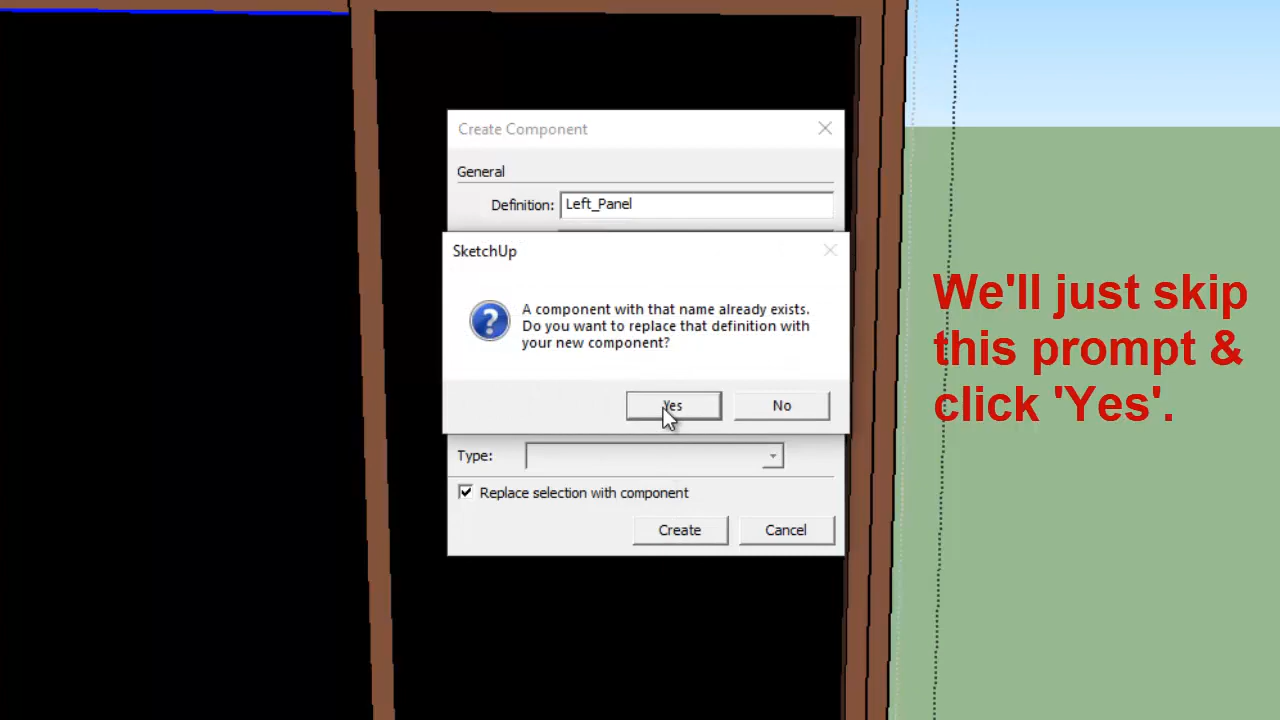 Create Component
General
Definition: Left_Panel
SketchUp
A component with that name already exists.
Do you want to replace that definition with
your new component?
Yes No
Type:
Replace selection with component
Create Cancel
We'll just skip
this prompt &
click 'Yes'.